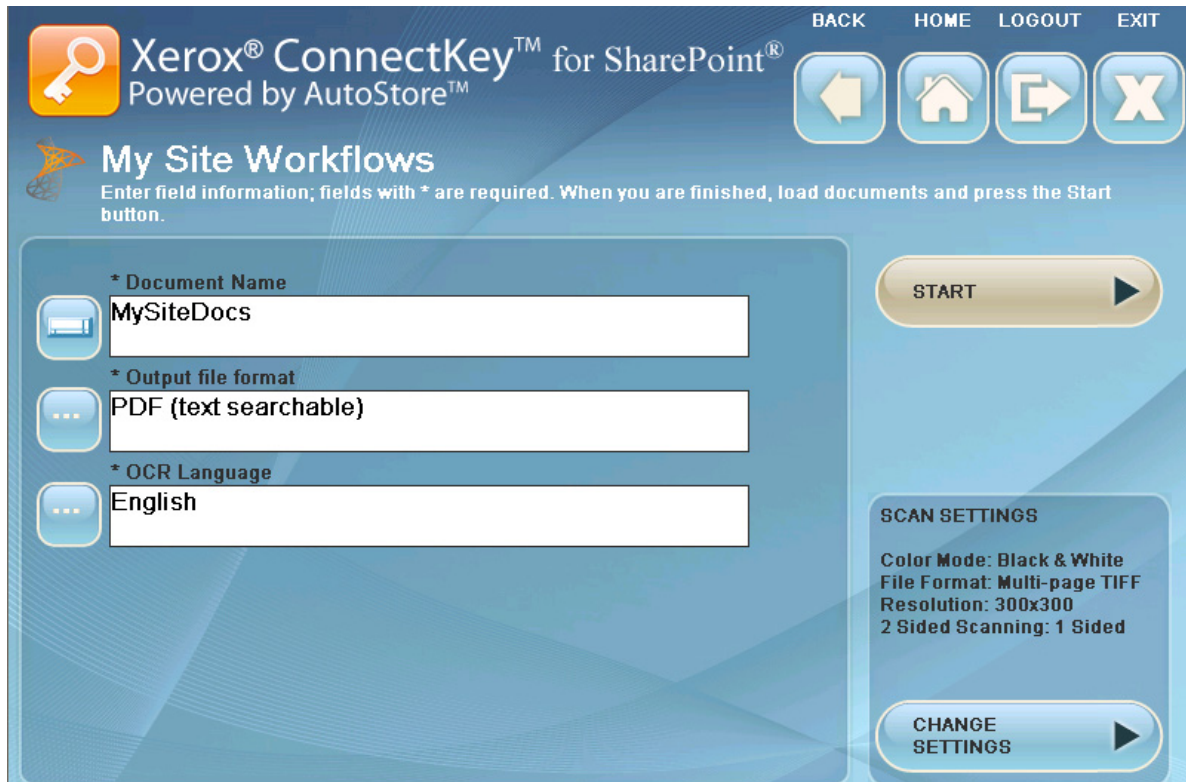 BACK HOME LOGOUT EXIT
Xerox® ConnectKey™ for SharePoint®
Powered by AutoStore™
My Site Workflows
Enter field information; fields with * are required. When you are finished, load documents and press the Start
button.
* Document Name
MySiteDocs
* Output file format
PDF (text searchable)
* OCR Language
English
START
SCAN SETTINGS
Color Mode: Black & White
File Format: Multi-page TIFF
Resolution: 300x300
2 Sided Scanning: 1 Sided
CHANGE
SETTINGS